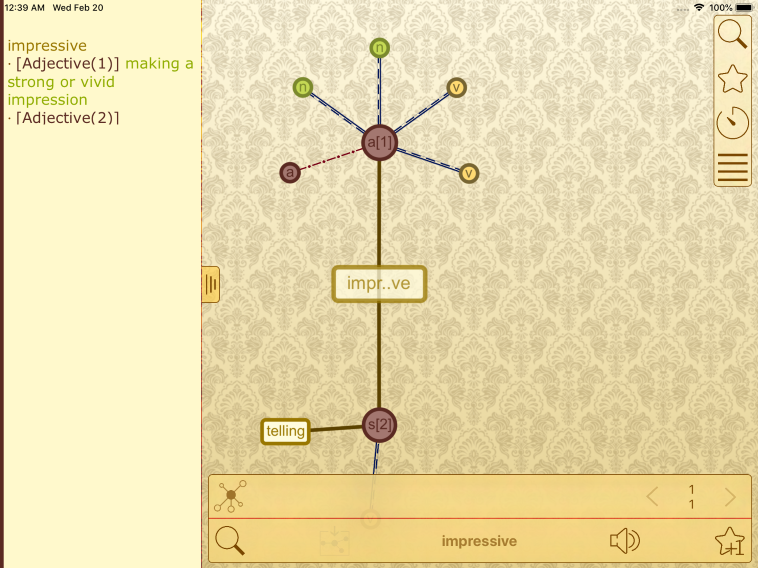 12:39 AM Wed Feb 20
100%
impressive
· [Adjective(1)] making a
strong or vivid
impression
· [Adjective(2)]
n
n
v
a[1]
a
v
impr..ve
telling
s[2]
1
1
impressive